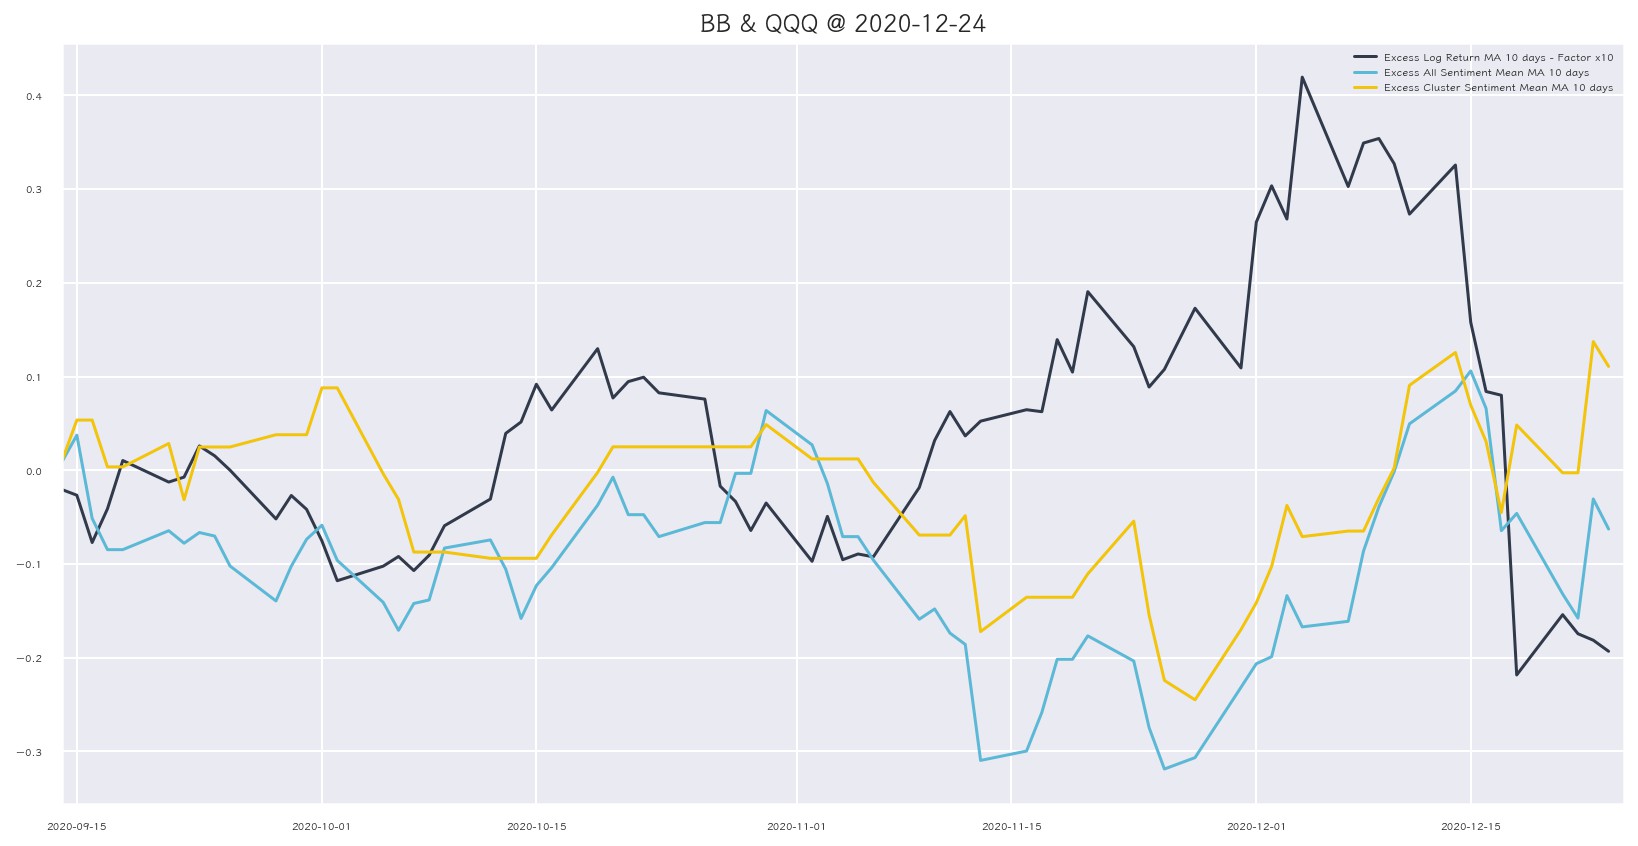 BB & QQQ @ 2020-12-24
Excess Log Return MA 10 days - Factor x10
Excess All Sentiment Mean MA 10 days
Excess Cluster Sentiment Mean MA 10 days
0.4
0.3
0.2
0.1
0.0
−0.1
−0.2
−0.3
2020-09-15 2020-10-01 2020-10-15 2020-11-01 2020-11-15 2020-12-01 2020-12-15